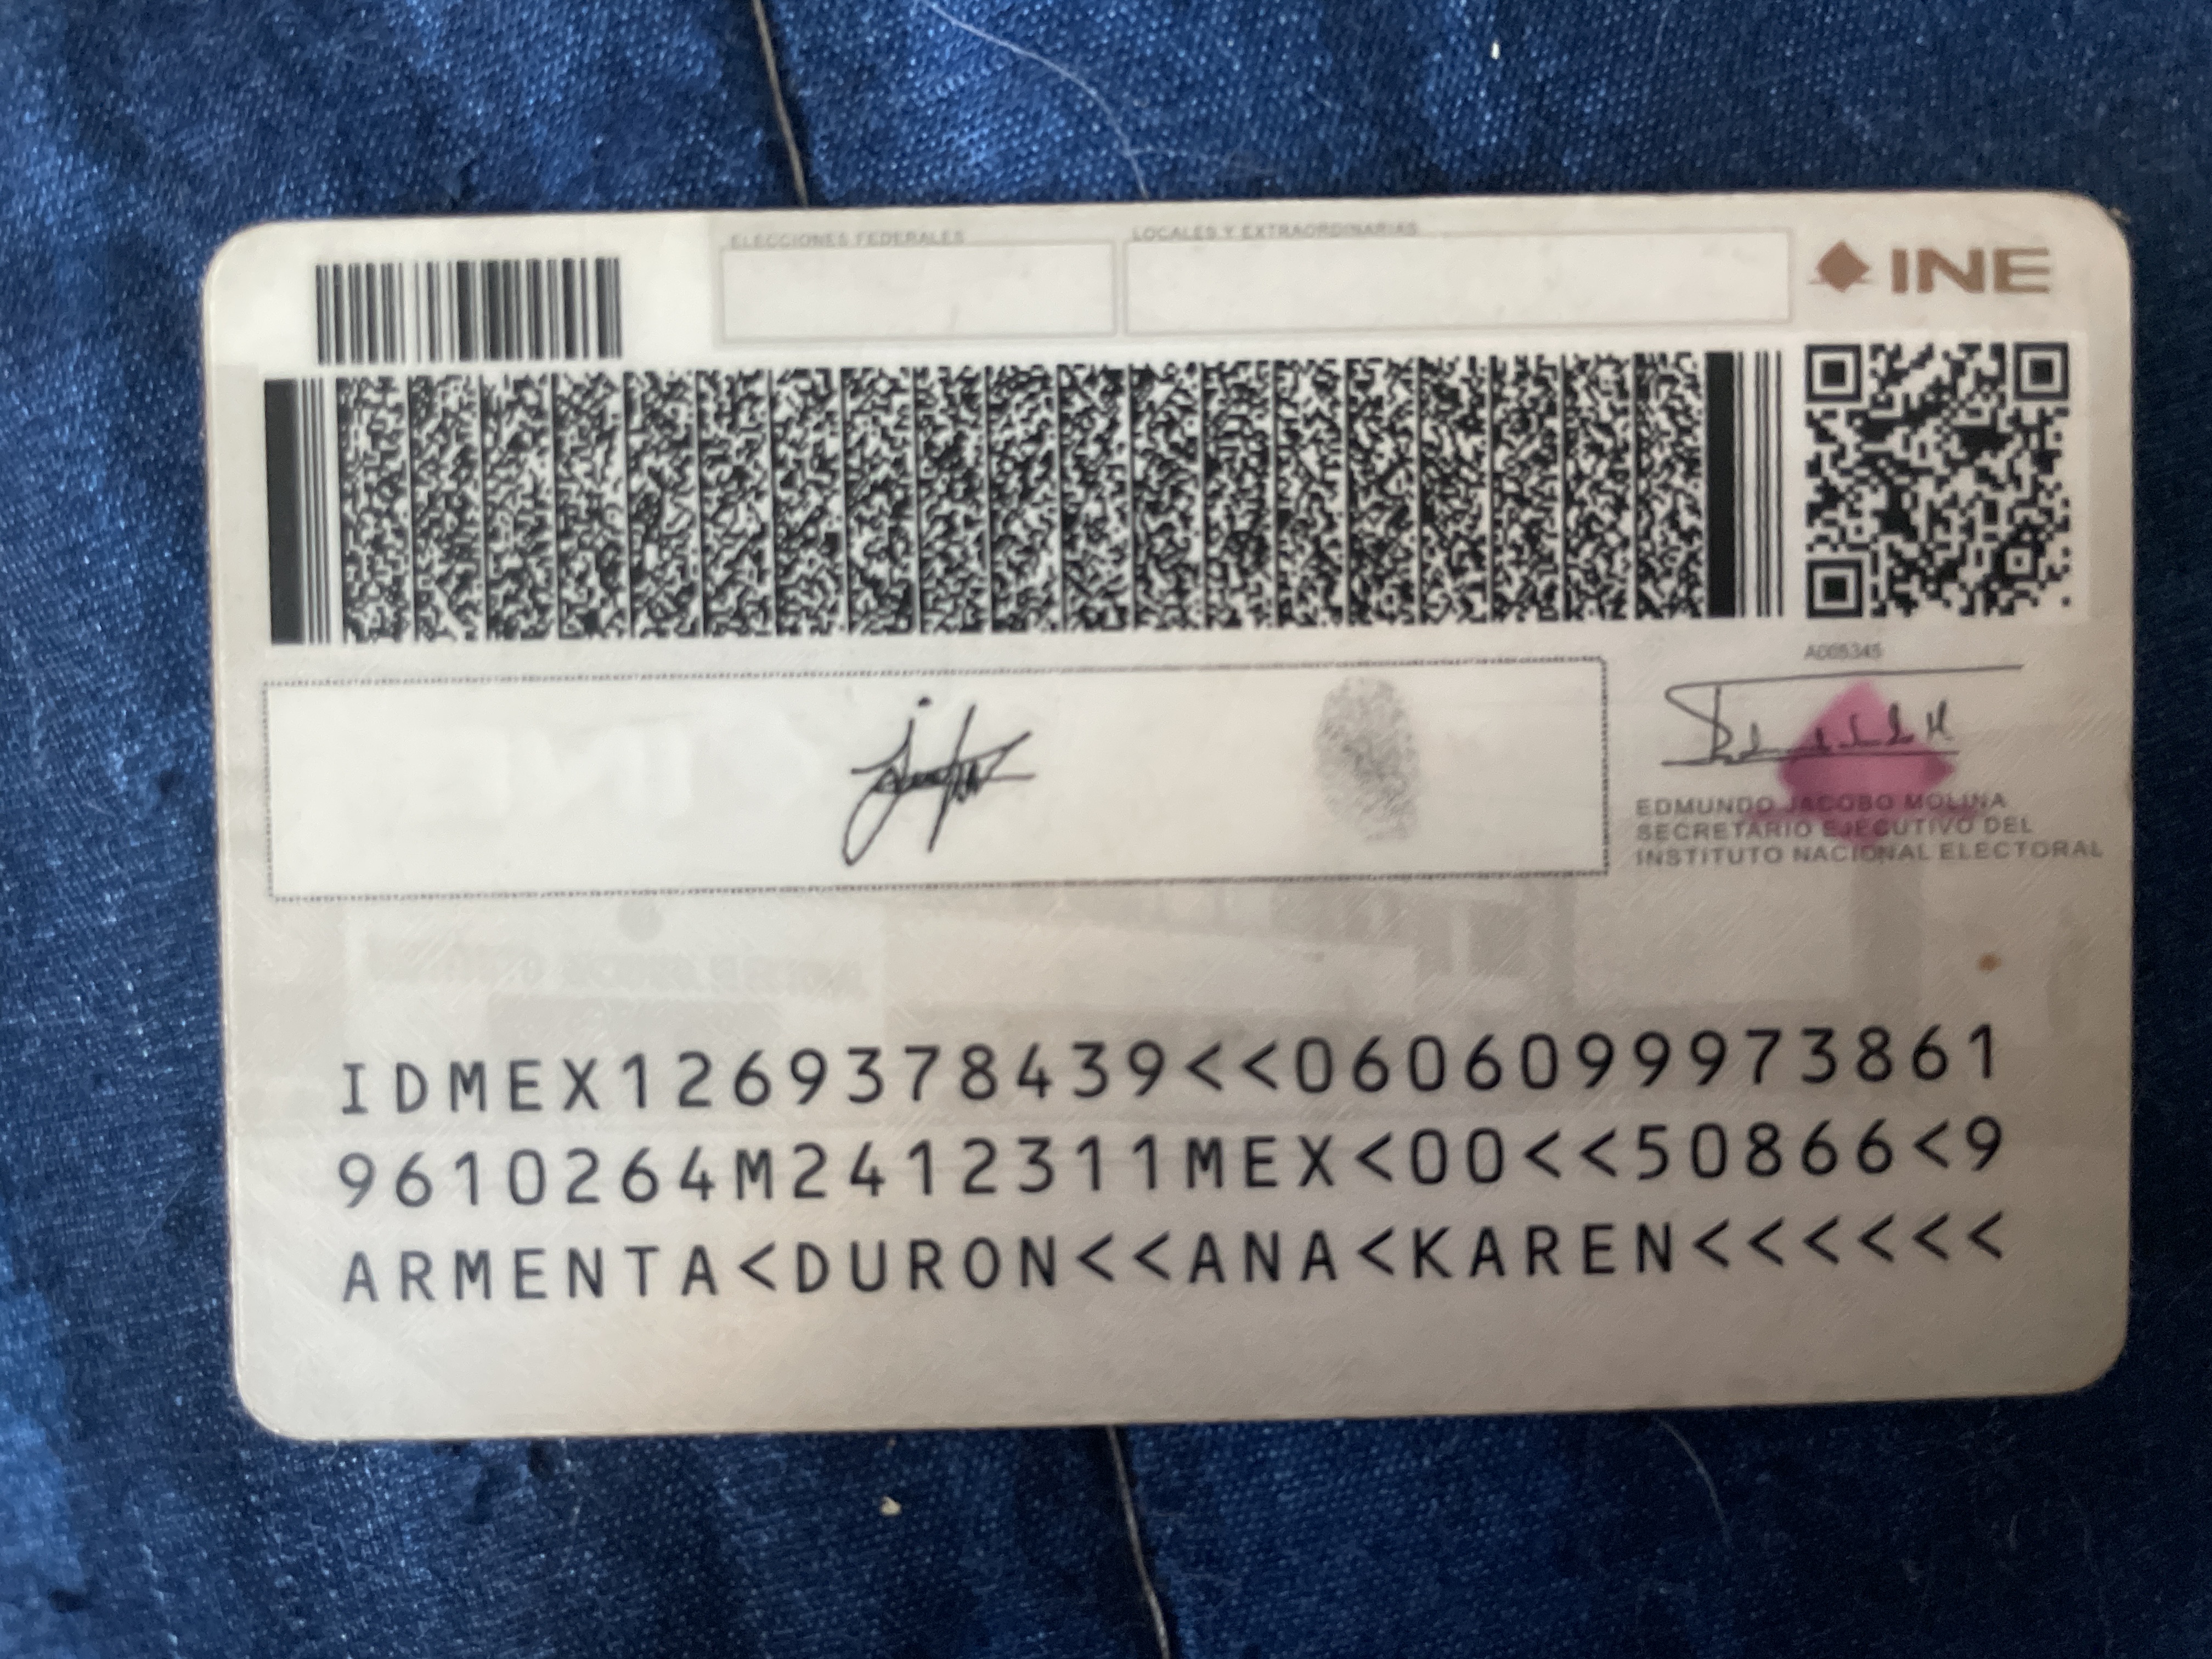 ELECCIONES FEDERALES
LOCALES Y EXTRAORDINARIAS
INE
A005345
EDMUNDO JACOBO MOLINA
SECRETARIO EJECUTIVO DEL
INSTITUTO NACIONAL ELECTORAL
IDMEX1269378439<<0606099973861
9610264M2412311MEX<00<<50866<9
ARMENTA<DURON<<ANA<KAREN<<<<<<